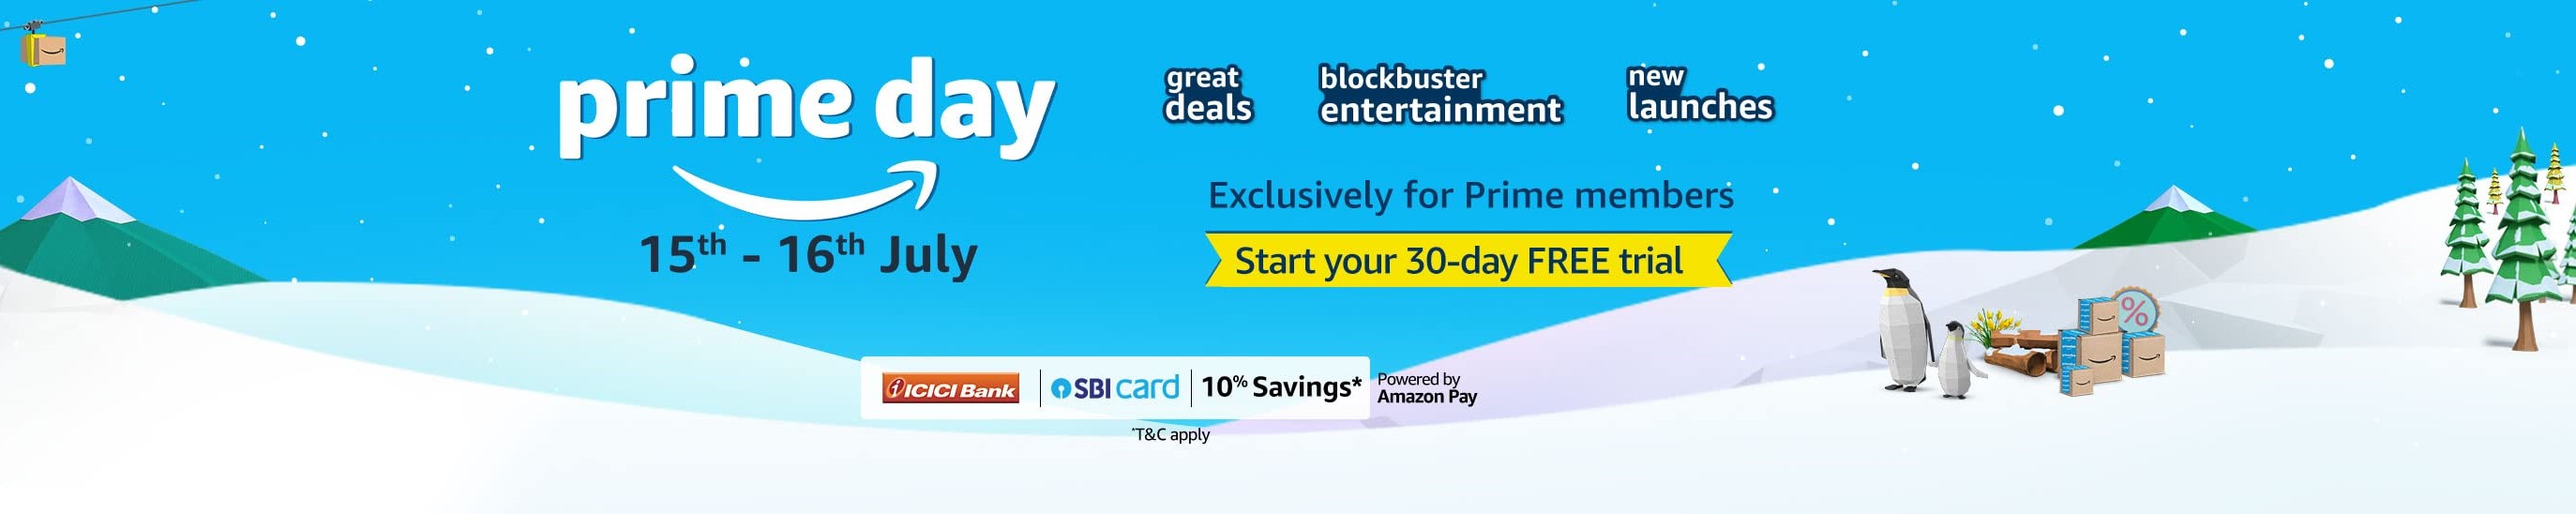 prime day
15th - 16th July
great
deals
blockbuster
entertainment
new
launches
Exclusively for Prime members
Start your 30-day FREE trial
%
ICICI Bank
SBI card
10% Savings*
Powered by
Amazon Pay
*T&C apply